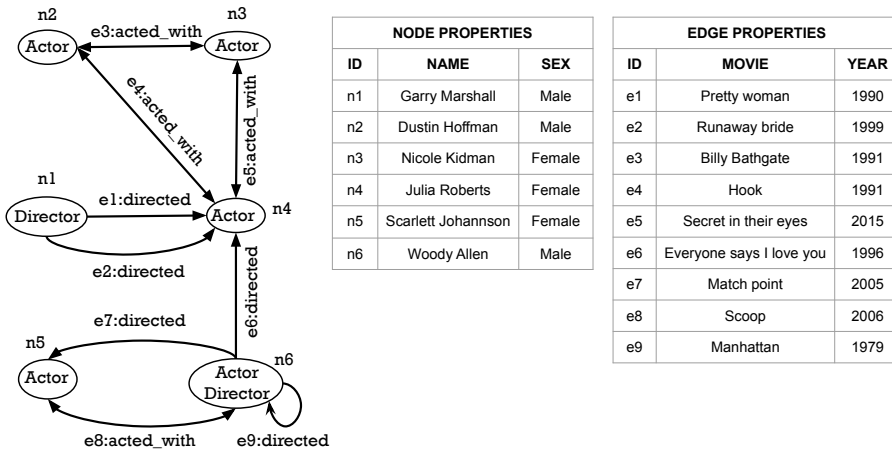 n2
n3
e3:acted_with
Actor
Actor
e4:acted_with
e5:acted_with
n1
e1:directed
n4
Director
Actor
e2:directed
e6:directed
e7:directed
n5
n6
Actor
Actor
Director
e8:acted_with
e9:directed
NODE PROPERTIES
ID NAME SEX
n1 Garry Marshall Male
n2 Dustin Hoffman Male
n3 Nicole Kidman Female
n4 Julia Roberts Female
n5 Scarlett Johannson Female
n6 Woody Allen Male
EDGE PROPERTIES
ID MOVIE YEAR
e1 Pretty woman 1990
e2 Runaway bride 1999
e3 Billy Bathgate 1991
e4 Hook 1991
e5 Secret in their eyes 2015
e6 Everyone says I love you 1996
e7 Match point 2005
e8 Scoop 2006
e9 Manhattan 1979